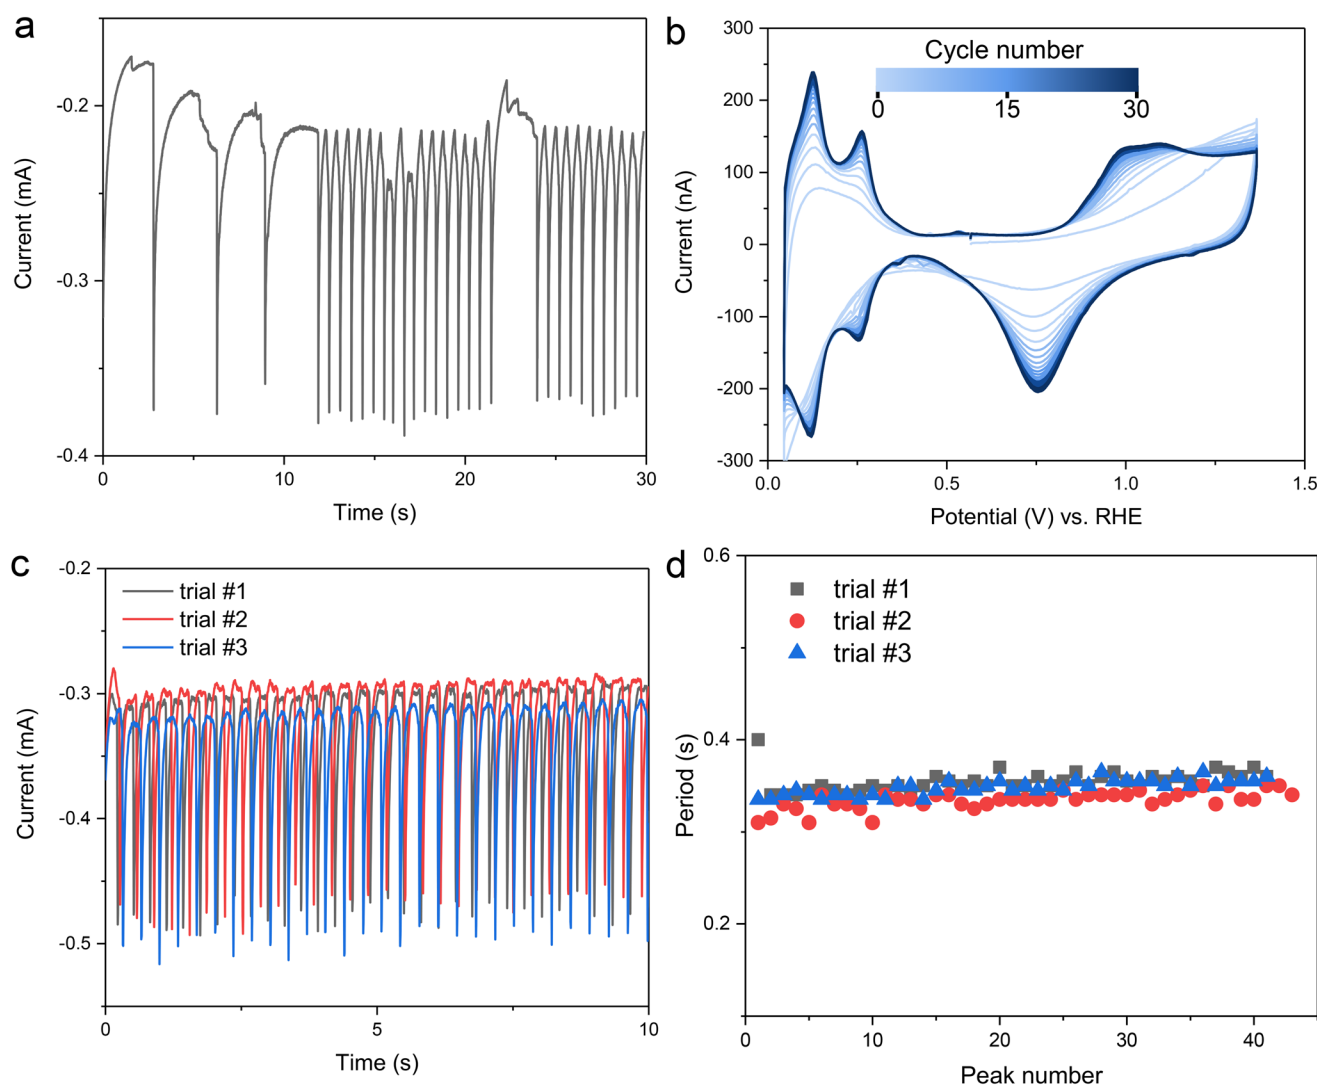 a
-0.2
-0.3
-0.4
Current (mA)
0
10
20
30
Time (s)
b
300
200
100
0
-100
-200
-300
Current (nA)
Cycle number
0
15
30
0.0
0.5
1.0
1.5
Potential (V) vs. RHE
c
-0.2
-0.3
-0.4
-0.5
Current (mA)
trial #1
trial #2
trial #3
0
5
10
Time (s)
d
0.6
0.4
0.2
Period (s)
trial #1
trial #2
trial #3
0
10
20
30
40
Peak number